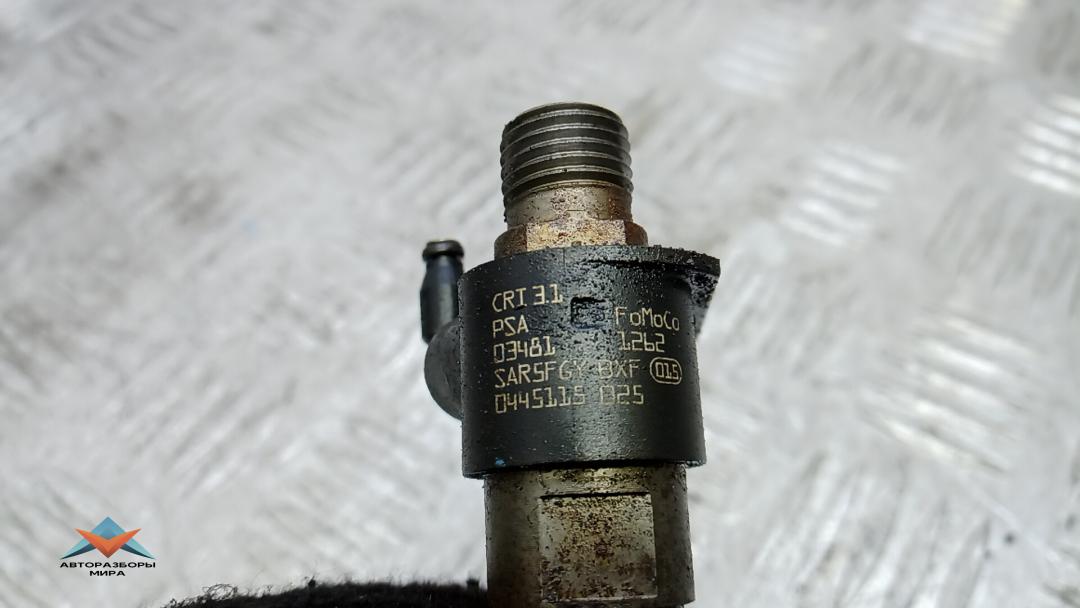 CRI 3.1
PSA FoMoCo
03481 1262
SARSFGY BXF 015
0445115 025
АВТОРАЗБОРЫ
МИРА